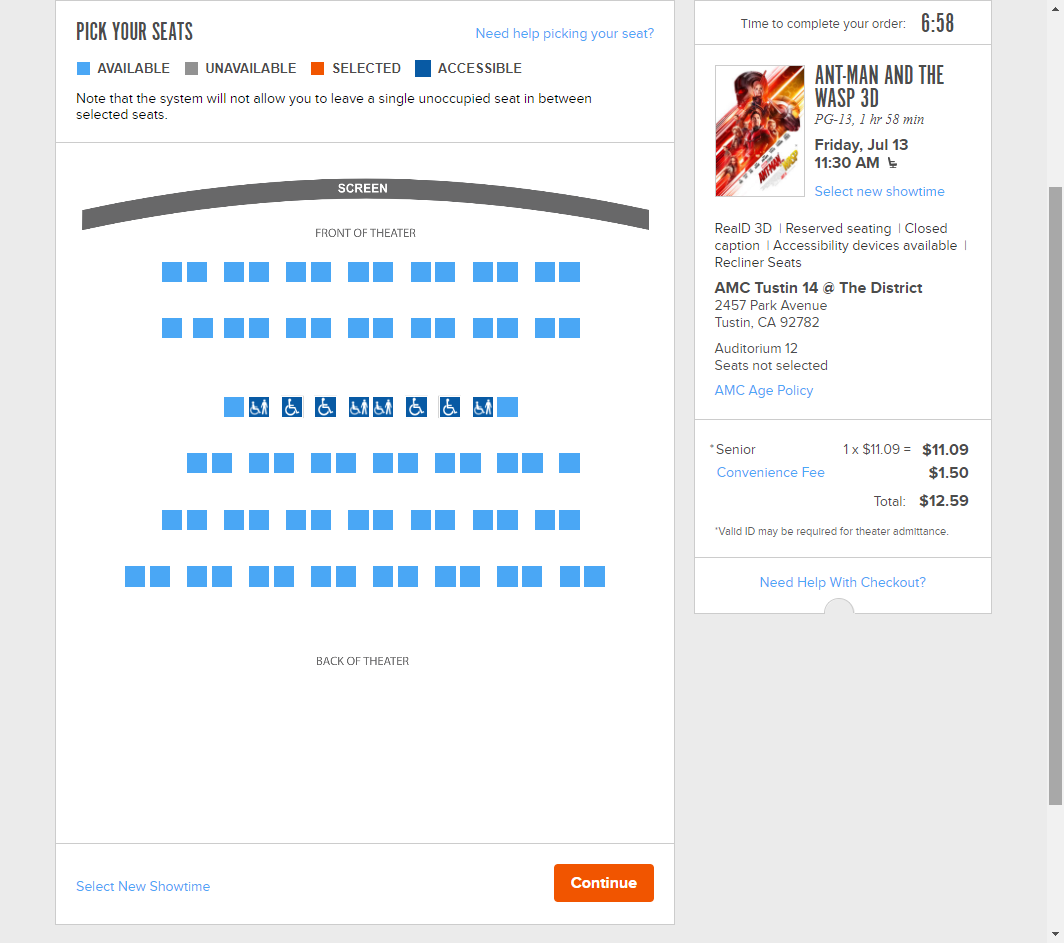 PICK YOUR SEATS
Need help picking your seat?
AVAILABLE UNAVAILABLE SELECTED ACCESSIBLE
Note that the system will not allow you to leave a single unoccupied seat in between
selected seats.
SCREEN
FRONT OF THEATER
BACK OF THEATER
Select New Showtime
Continue
Time to complete your order: 6:58
ANT-MAN AND THE
WASP 3D
PG-13, 1 hr 58 min
Friday, Jul 13
11:30 AM
Select new showtime
ANT-MAN
WASP
RealD 3D | Reserved seating | Closed
caption | Accessibility devices available |
Recliner Seats
AMC Tustin 14 @ The District
2457 Park Avenue
Tustin, CA 92782
Auditorium 12
Seats not selected
AMC Age Policy
*Senior 1 x $11.09 = $11.09
Convenience Fee $1.50
Total: $12.59
*Valid ID may be required for theater admittance.
Need Help With Checkout?